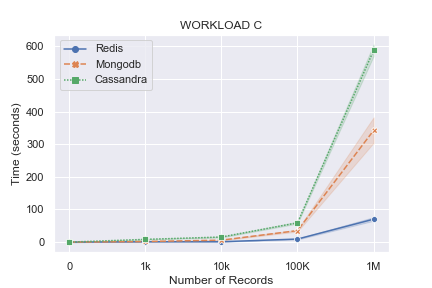 WORKLOAD C
Redis
Mongodb
Cassandra
Time (seconds)
600
500
400
300
200
100
0
0 1k 10k 100K 1M
Number of Records